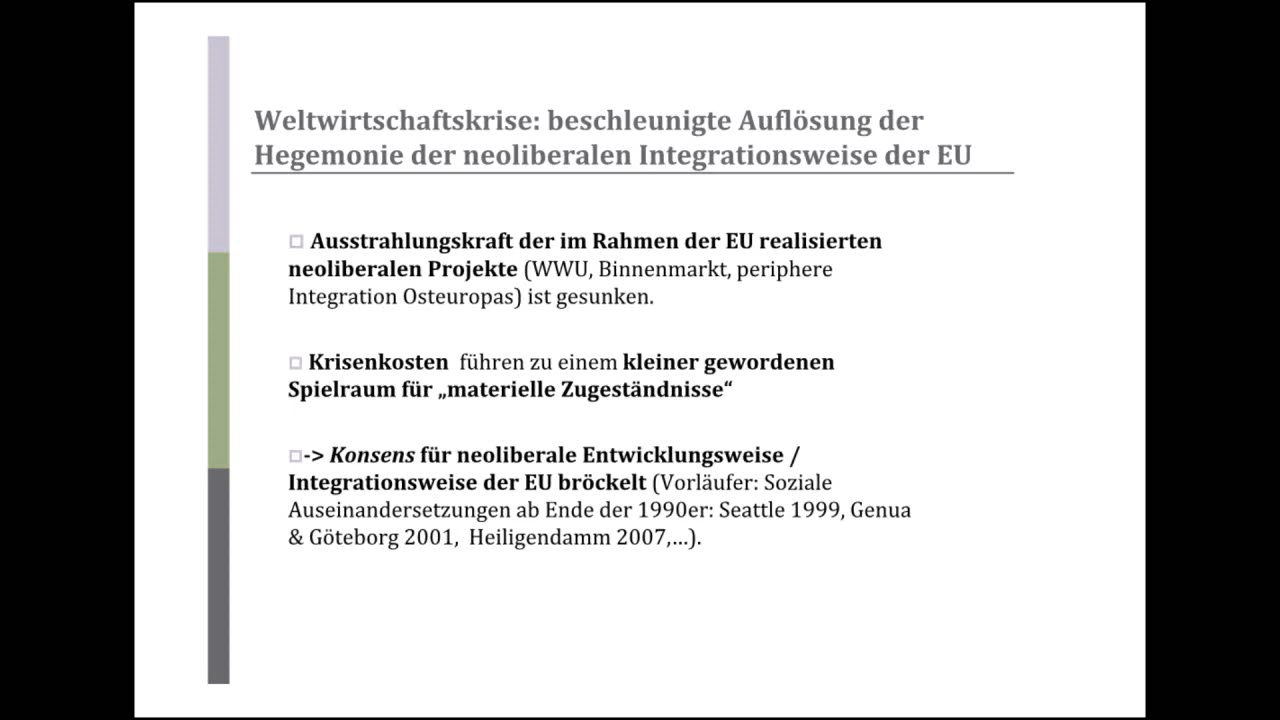 Weltwirtschaftskrise: beschleunigte Auflösung der
Hegemonie der neoliberalen Integrationsweise der EU
Ausstrahlungskraft der im Rahmen der EU realisierten
neoliberalen Projekte (WWU, Binnenmarkt, periphere
Integration Osteuropas) ist gesunken.
Krisenkosten führen zu einem kleiner gewordenen
Spielraum für „materielle Zugeständnisse“
-> Konsens für neoliberale Entwicklungsweise /
Integrationsweise der EU bröckelt (Vorläufer: Soziale
Auseinandersetzungen ab Ende der 1990er: Seattle 1999, Genua
& Göteborg 2001, Heiligendamm 2007,...).